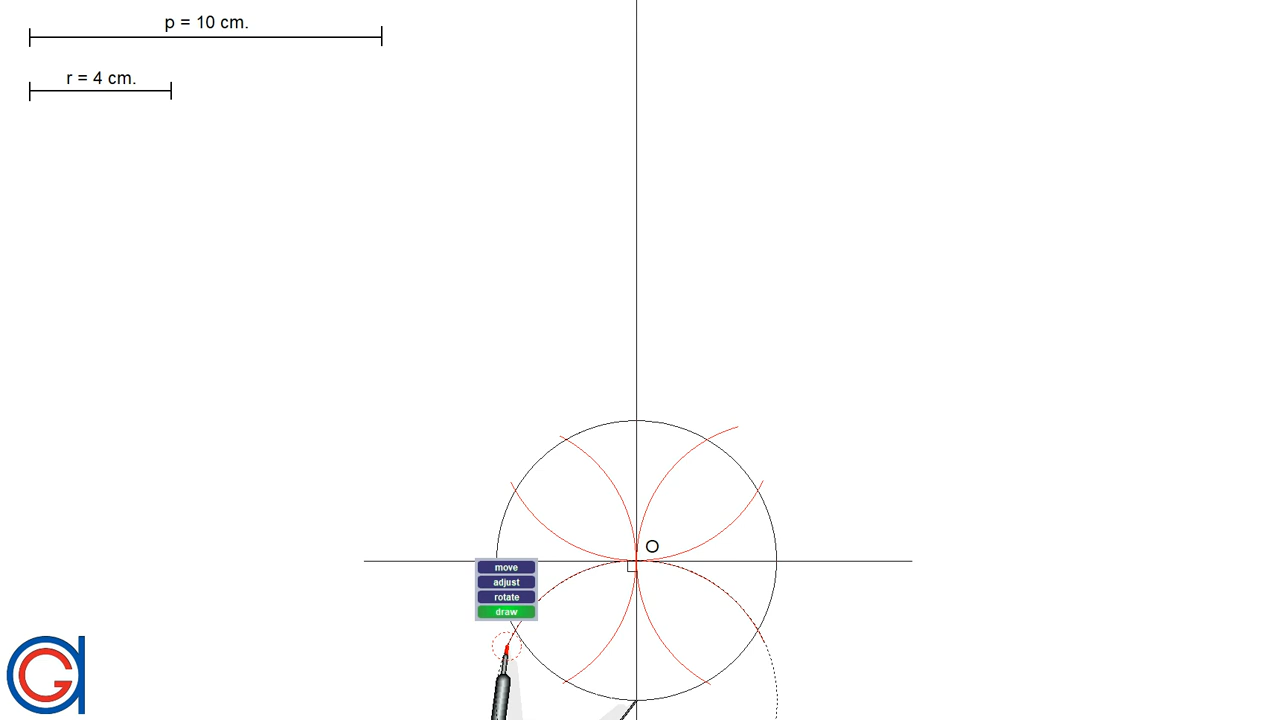 p = 10 cm.
r = 4 cm.
O
move
adjust
rotate
draw